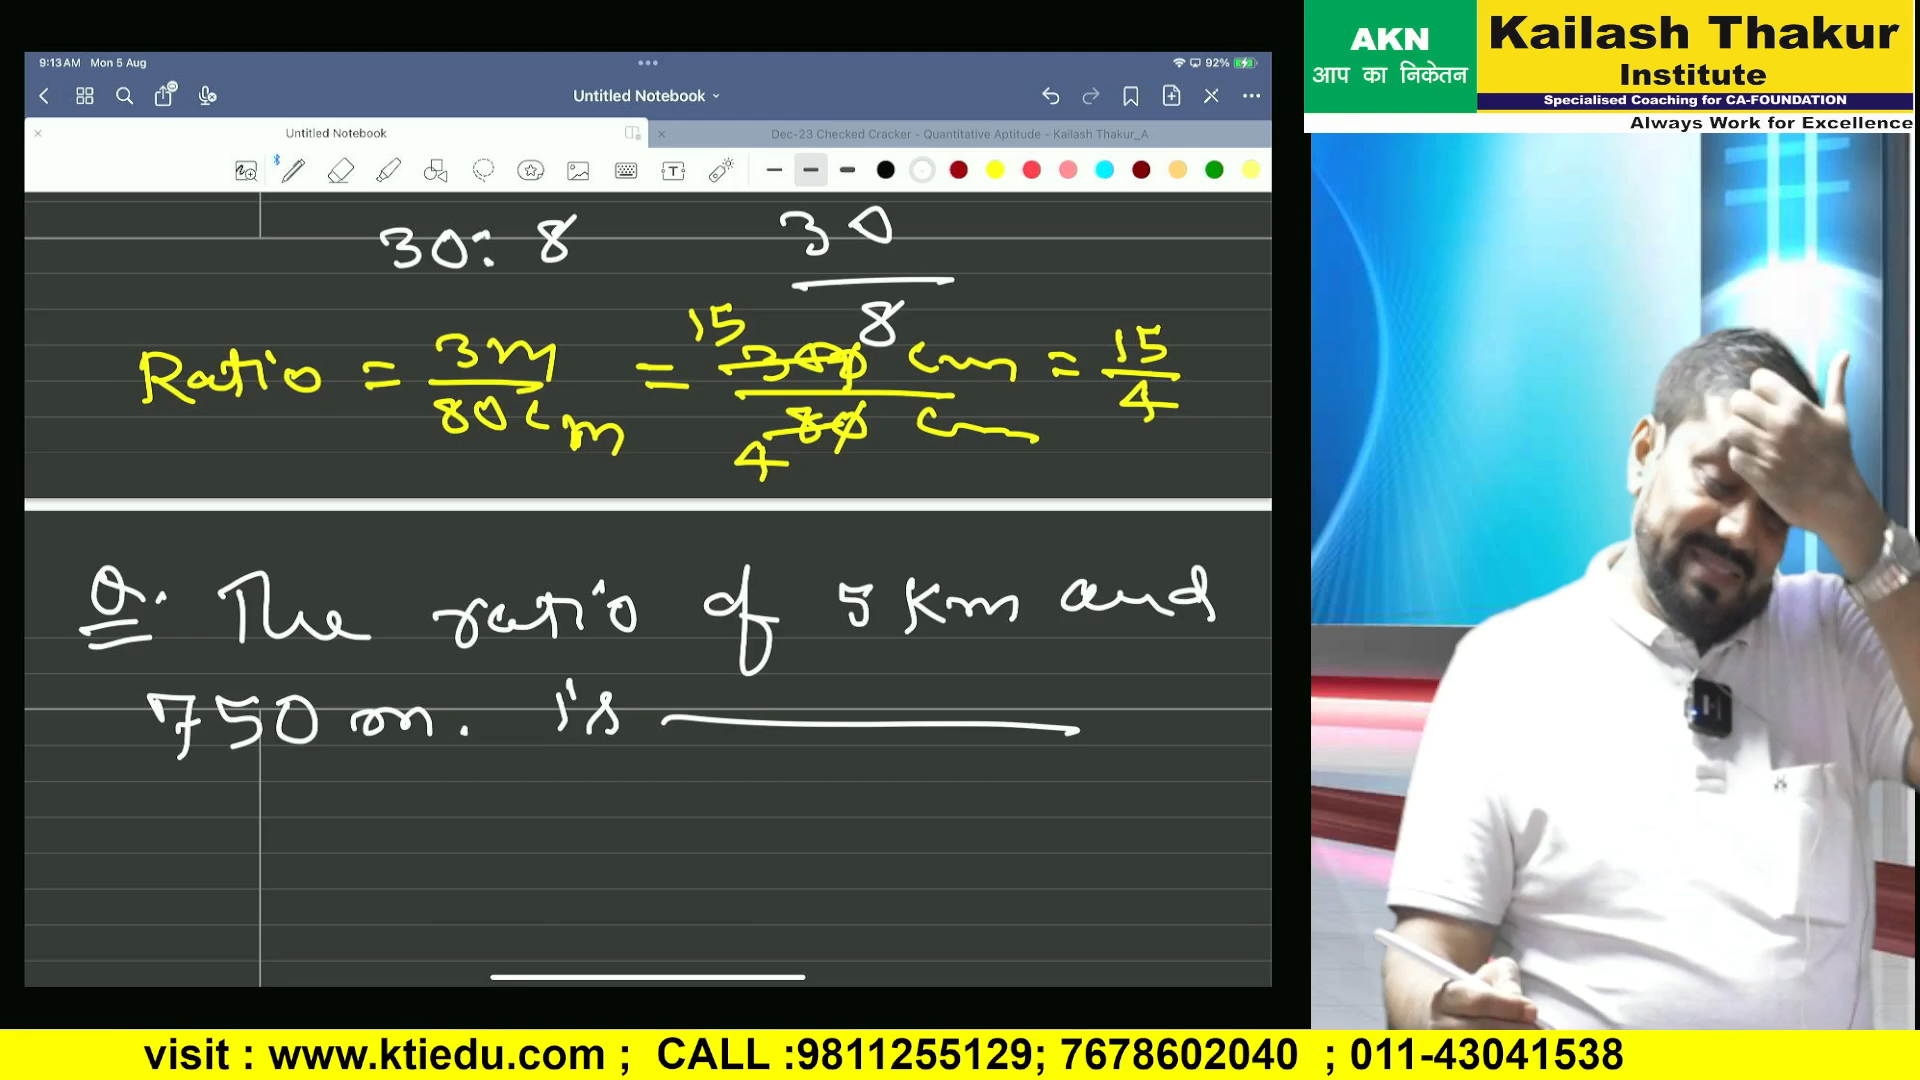 AKN
आप का निकेतन
Kailash Thakur
Institute
Specialised Coaching for CA-FOUNDATION
Always Work for Excellence
9:13 AM Mon 5 Aug
92%
Untitled Notebook
Untitled Notebook
Dec-23 Checked Cracker - Quantitative Aptitude - Kailash Thakur_A
30: 8
30
8
Ratio = 3m / 80cm = 15 300 cm / 4 80 cm = 15 / 4
Q. The ratio of 5 Km and
750 m. is
visit : www.ktiedu.com ; CALL :9811255129; 7678602040 ; 011-43041538